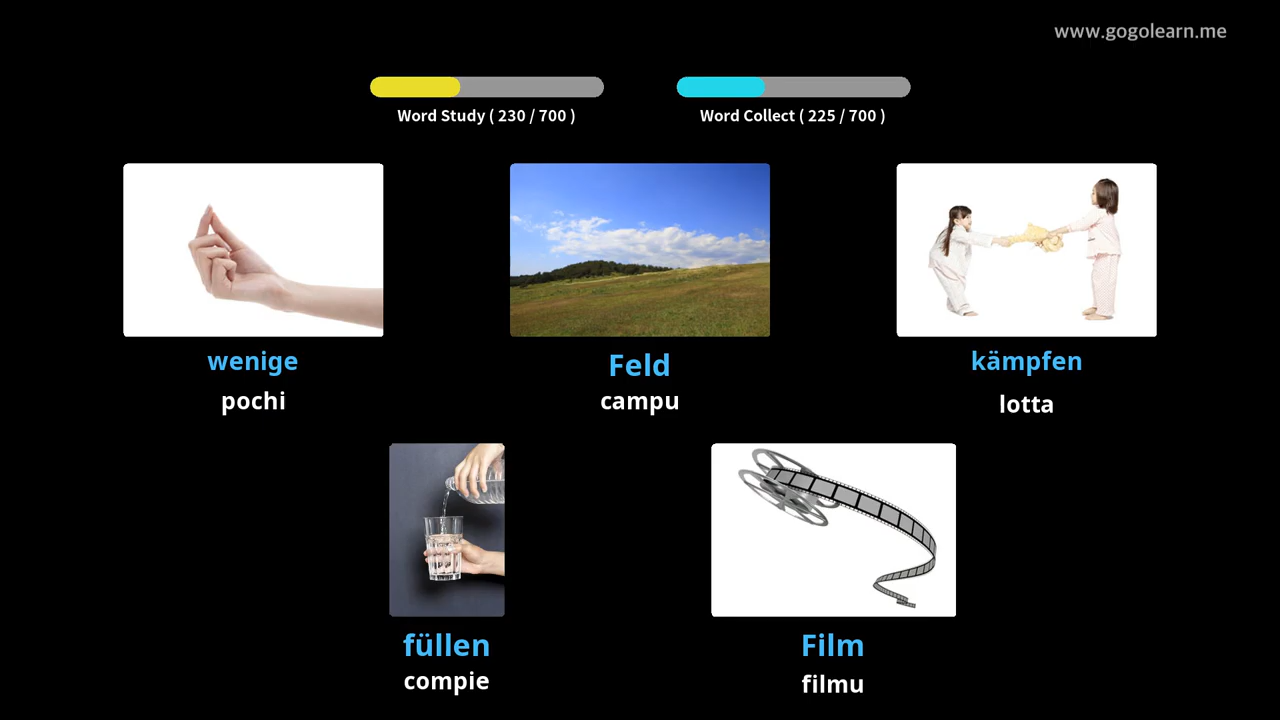 www.gogolearn.me
Word Study ( 230 / 700 )
Word Collect ( 225 / 700 )
wenige
pochi
Feld
campu
kämpfen
lotta
füllen
compie
Film
filmu